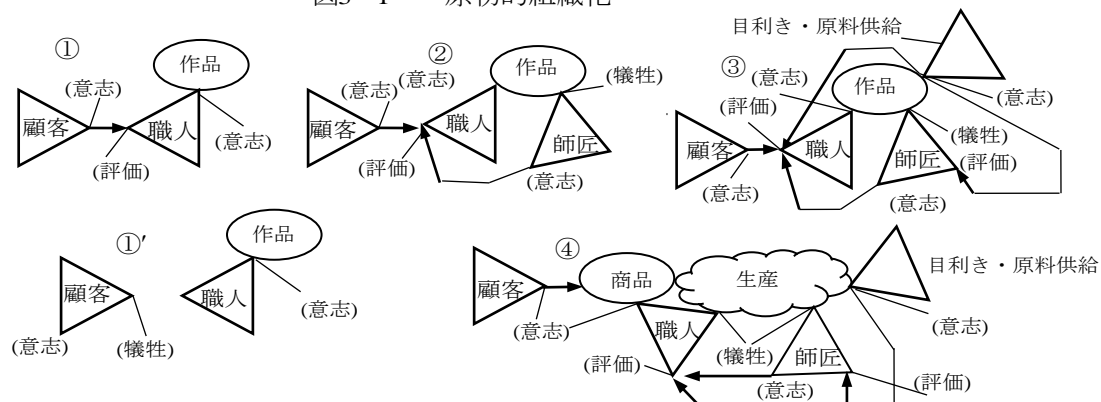 図3－1　　原初的組織化
目利き・原料供給
①
作品
(意志)
顧客
職人
(評価)
(意志)
②
作品
(意志)
(意志)
(犠牲)
顧客
職人
師匠
(評価)
(意志)
③
(意志)
作品
(意志)
(評価)
(犠牲)
顧客
職人
師匠
(評価)
(意志)
(意志)
①′
作品
顧客
職人
(意志)
(意志)
(犠牲)
④
商品
生産
目利き・原料供給
顧客
(意志)
職人
(意志)
(評価)
(犠牲)
師匠
(意志)
(評価)